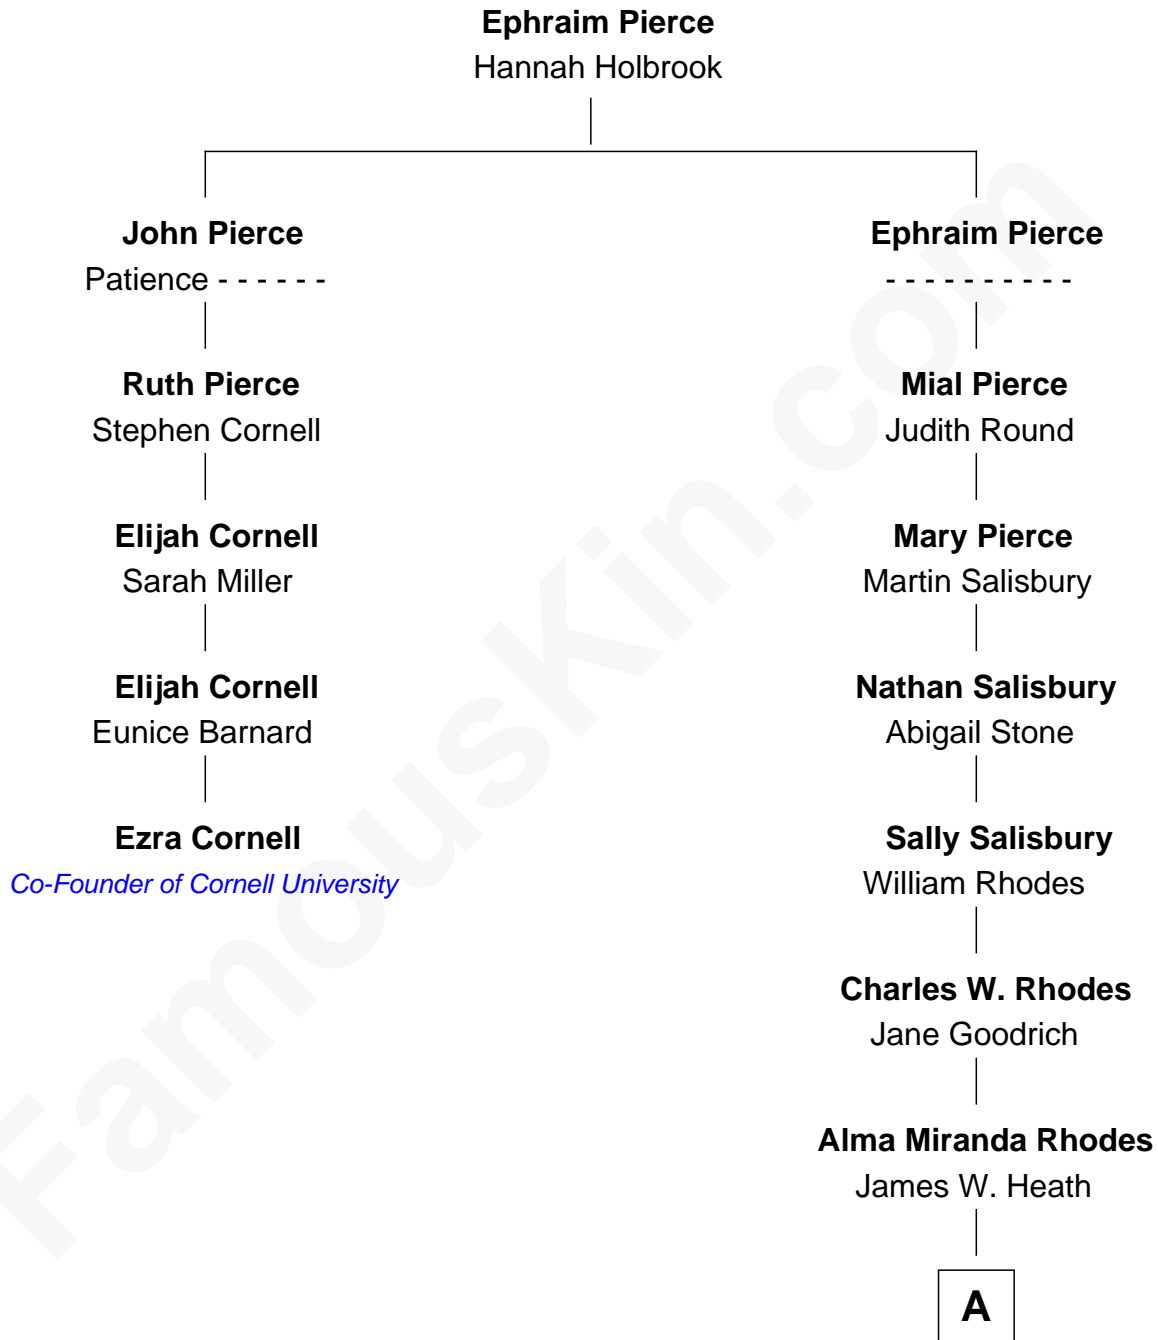 Ephraim Pierce
Hannah Holbrook
John Pierce
Patience - - - - - -
Ephraim Pierce
- - - - - - - - - -
Ruth Pierce
Stephen Cornell
Mial Pierce
Judith Round
Elijah Cornell
Sarah Miller
Mary Pierce
Martin Salisbury
Elijah Cornell
Eunice Barnard
Nathan Salisbury
Abigail Stone
Ezra Cornell
Co-Founder of Cornell University
Sally Salisbury
William Rhodes
Charles W. Rhodes
Jane Goodrich
Alma Miranda Rhodes
James W. Heath
A
FamousKin.com